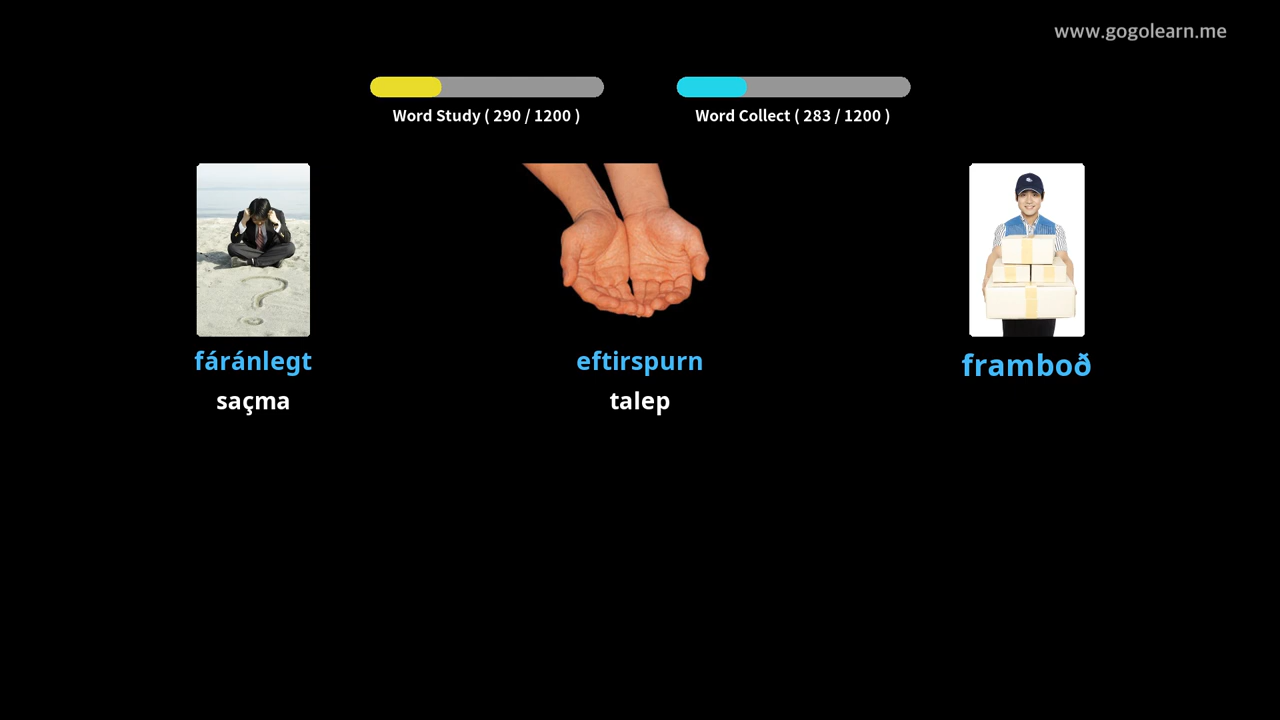 www.gogolearn.me
Word Study ( 290 / 1200 )
Word Collect ( 283 / 1200 )
fáránlegt
saçma
eftirspurn
talep
framboð